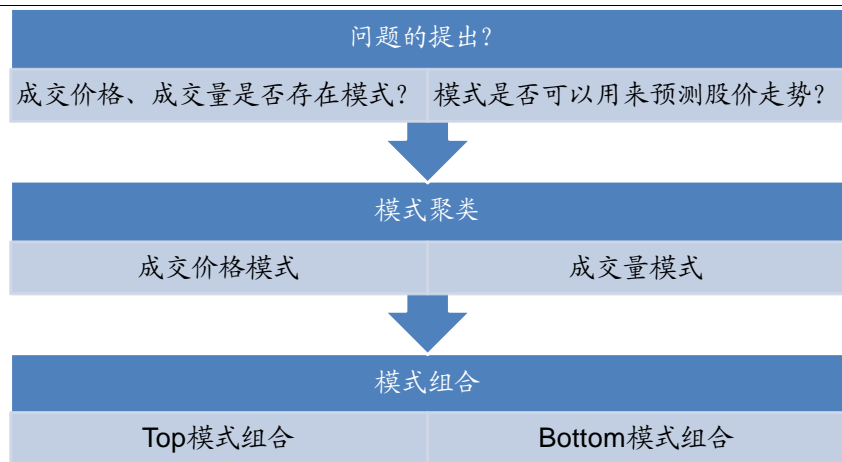 问题的提出?
成交价格、成交量是否存在模式? 模式是否可以用来预测股价走势?
模式聚类
成交价格模式 成交量模式
模式组合
Top模式组合 Bottom模式组合